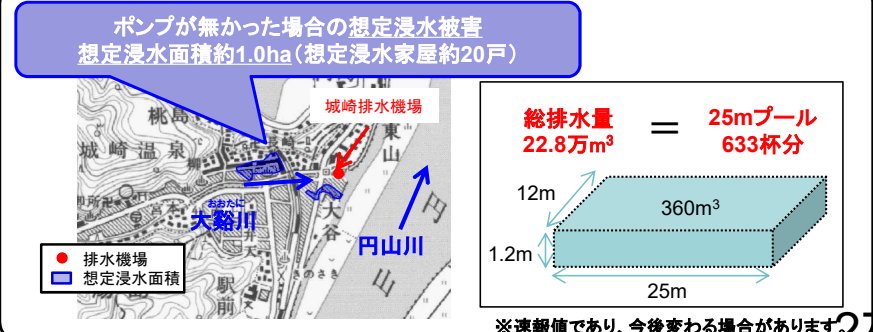 ポンプが無かった場合の想定浸水被害
想定浸水面積約1.0ha（想定浸水家屋約20戸）
城崎排水機場
桃島
城崎温泉
東山
おおたに
大谿川
大谷
円山川
円
山
駅前
きのさき
● 排水機場
想定浸水面積
総排水量
22.8万m³
＝
25mプール
633杯分
12m
360m³
1.2m
25m
※速報値であり、今後変わる場合があります